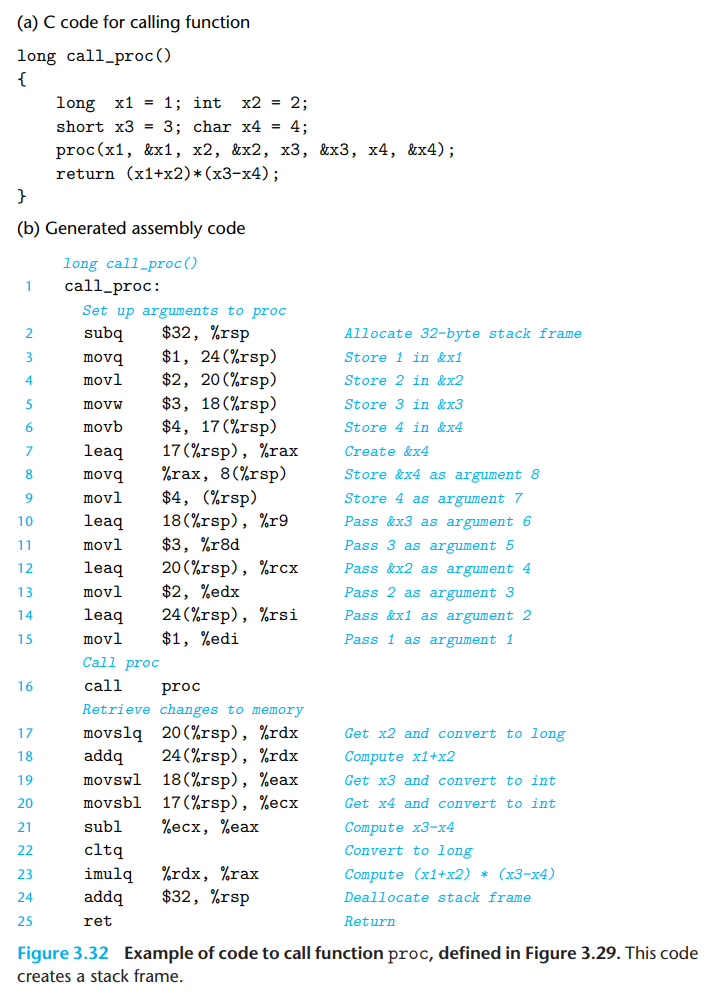 (a) C code for calling function
long call_proc()
{
    long  x1 = 1; int  x2 = 2;
    short x3 = 3; char x4 = 4;
    proc(x1, &x1, x2, &x2, x3, &x3, x4, &x4);
    return (x1+x2)*(x3-x4);
}
(b) Generated assembly code
long call_proc()
1 call_proc:
Set up arguments to proc
2 subq $32, %rsp Allocate 32-byte stack frame
3 movq $1, 24(%rsp) Store 1 in &x1
4 movl $2, 20(%rsp) Store 2 in &x2
5 movw $3, 18(%rsp) Store 3 in &x3
6 movb $4, 17(%rsp) Store 4 in &x4
7 leaq 17(%rsp), %rax Create &x4
8 movq %rax, 8(%rsp) Store &x4 as argument 8
9 movl $4, (%rsp) Store 4 as argument 7
10 leaq 18(%rsp), %r9 Pass &x3 as argument 6
11 movl $3, %r8d Pass 3 as argument 5
12 leaq 20(%rsp), %rcx Pass &x2 as argument 4
13 movl $2, %edx Pass 2 as argument 3
14 leaq 24(%rsp), %rsi Pass &x1 as argument 2
15 movl $1, %edi Pass 1 as argument 1
Call proc
16 call proc
Retrieve changes to memory
17 movslq 20(%rsp), %rdx Get x2 and convert to long
18 addq 24(%rsp), %rdx Compute x1+x2
19 movswl 18(%rsp), %eax Get x3 and convert to int
20 movsbl 17(%rsp), %ecx Get x4 and convert to int
21 subl %ecx, %eax Compute x3-x4
22 cltq Convert to long
23 imulq %rdx, %rax Compute (x1+x2) * (x3-x4)
24 addq $32, %rsp Deallocate stack frame
25 ret Return
Figure 3.32 Example of code to call function proc, defined in Figure 3.29. This code
creates a stack frame.